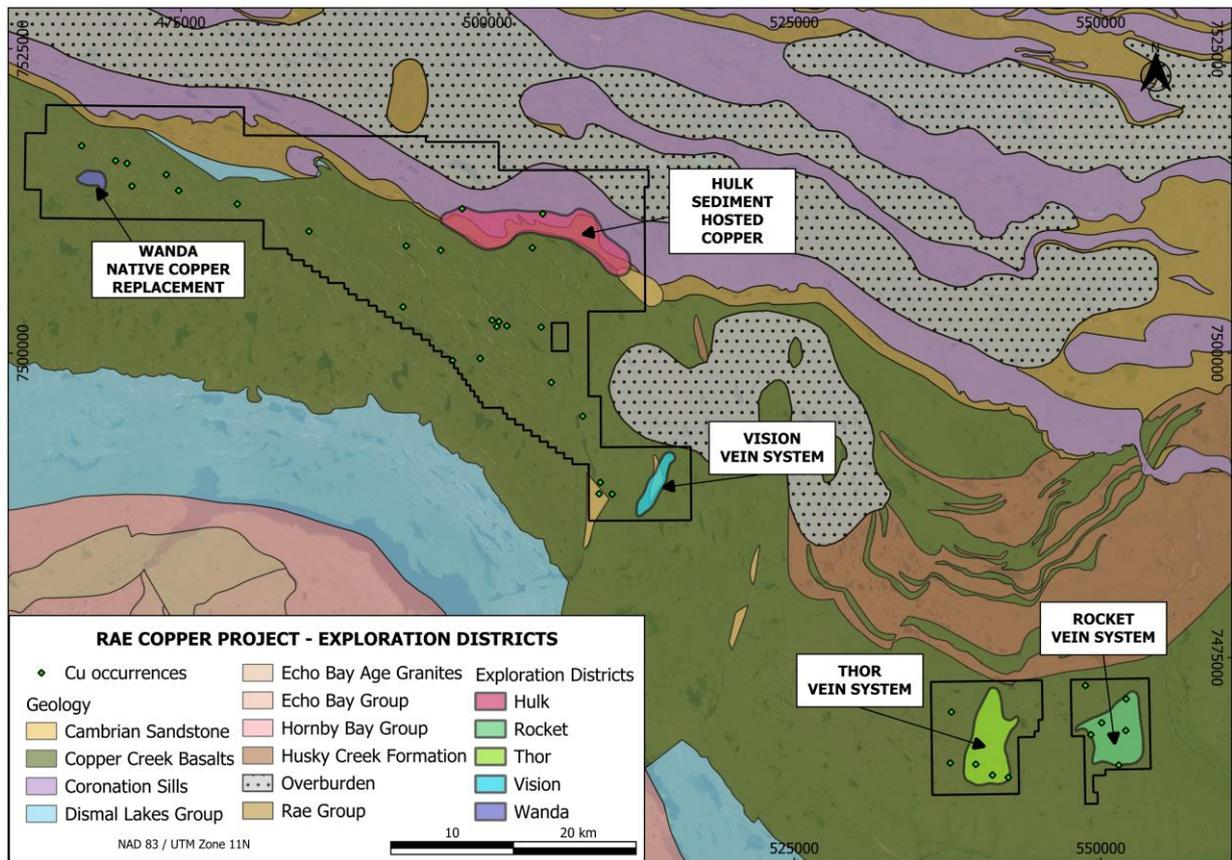 475000
500000
525000
550000
7525000
7525000
N
HULK
SEDIMENT
HOSTED
COPPER
WANDA
NATIVE COPPER
REPLACEMENT
7500000
7500000
VISION
VEIN SYSTEM
ROCKET
VEIN SYSTEM
THOR
VEIN SYSTEM
7475000
RAE COPPER PROJECT - EXPLORATION DISTRICTS
Cu occurrences
Geology
Cambrian Sandstone
Copper Creek Basalts
Coronation Sills
Dismal Lakes Group
Echo Bay Age Granites
Echo Bay Group
Hornby Bay Group
Husky Creek Formation
Overburden
Rae Group
Exploration Districts
Hulk
Rocket
Thor
Vision
Wanda
NAD 83 / UTM Zone 11N
10
20 km
525000
550000